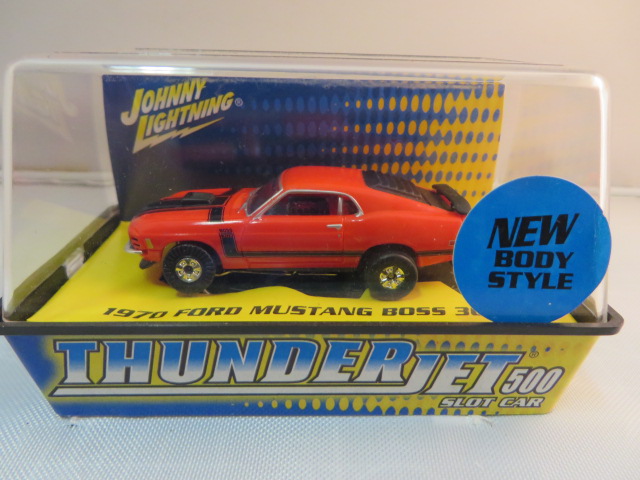 JOHNNY
LIGHTNING®
NEW
BODY
STYLE
1970 FORD MUSTANG BOSS
THUNDERJET 500
SLOT CAR